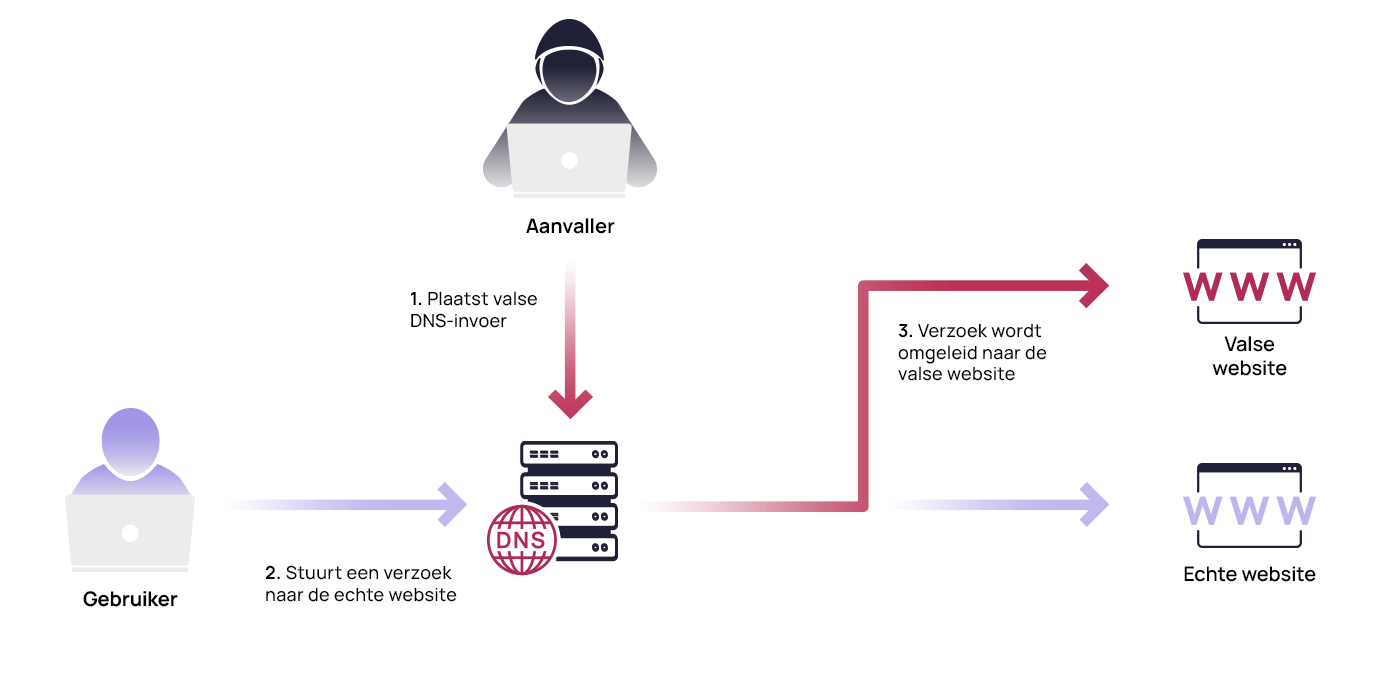 Aanvaller
1. Plaatst valse
DNS-invoer
WWW
Valse
website
3. Verzoek wordt
omgeleid naar de
valse website
DNS
2. Stuurt een verzoek
naar de echte website
Gebruiker
WWW
Echte website